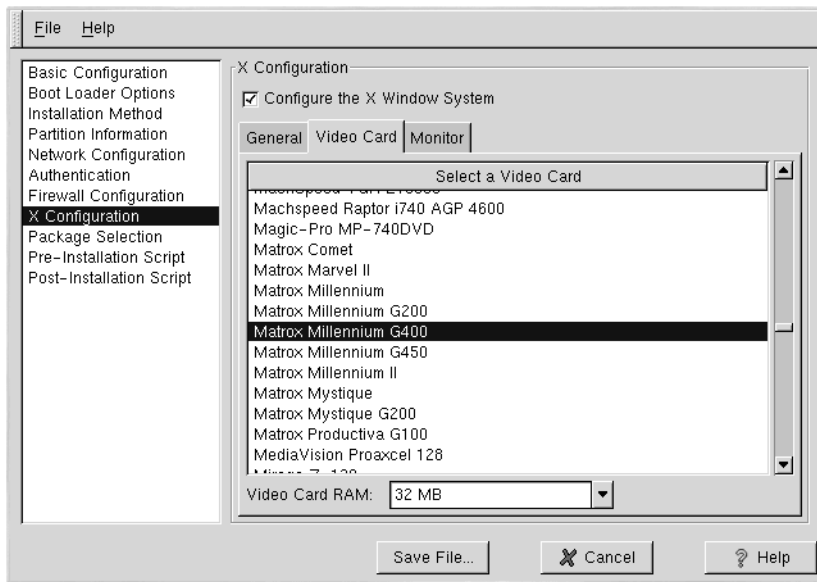 File Help
Basic Configuration
Boot Loader Options
Installation Method
Partition Information
Network Configuration
Authentication
Firewall Configuration
X Configuration
Package Selection
Pre-Installation Script
Post-Installation Script
X Configuration
Configure the X Window System
General Video Card Monitor
Select a Video Card
Machspeed Raptor i740 AGP 4600
Magic-Pro MP-740DVD
Matrox Comet
Matrox Marvel II
Matrox Millennium
Matrox Millennium G200
Matrox Millennium G400
Matrox Millennium G450
Matrox Millennium II
Matrox Mystique
Matrox Mystique G200
Matrox Productiva G100
MediaVision Proaxcel 128
Video Card RAM: 32 MB
Save File... Cancel Help